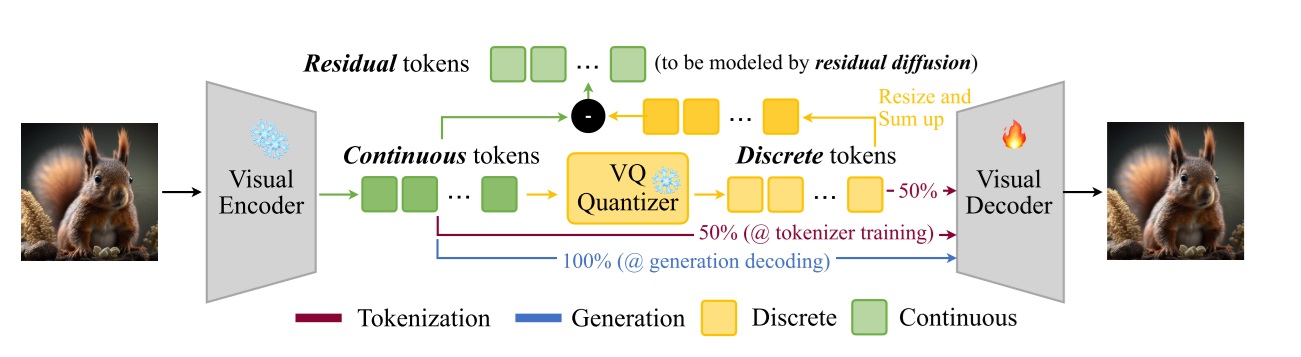 Residual tokens ... (to be modeled by residual diffusion)
-
Resize and
Sum up
Continuous tokens
Discrete tokens
Visual
Encoder
...
VQ
Quantizer
...
...
50%
Visual
Decoder
50% (@ tokenizer training)
100% (@ generation decoding)
Tokenization Generation Discrete Continuous